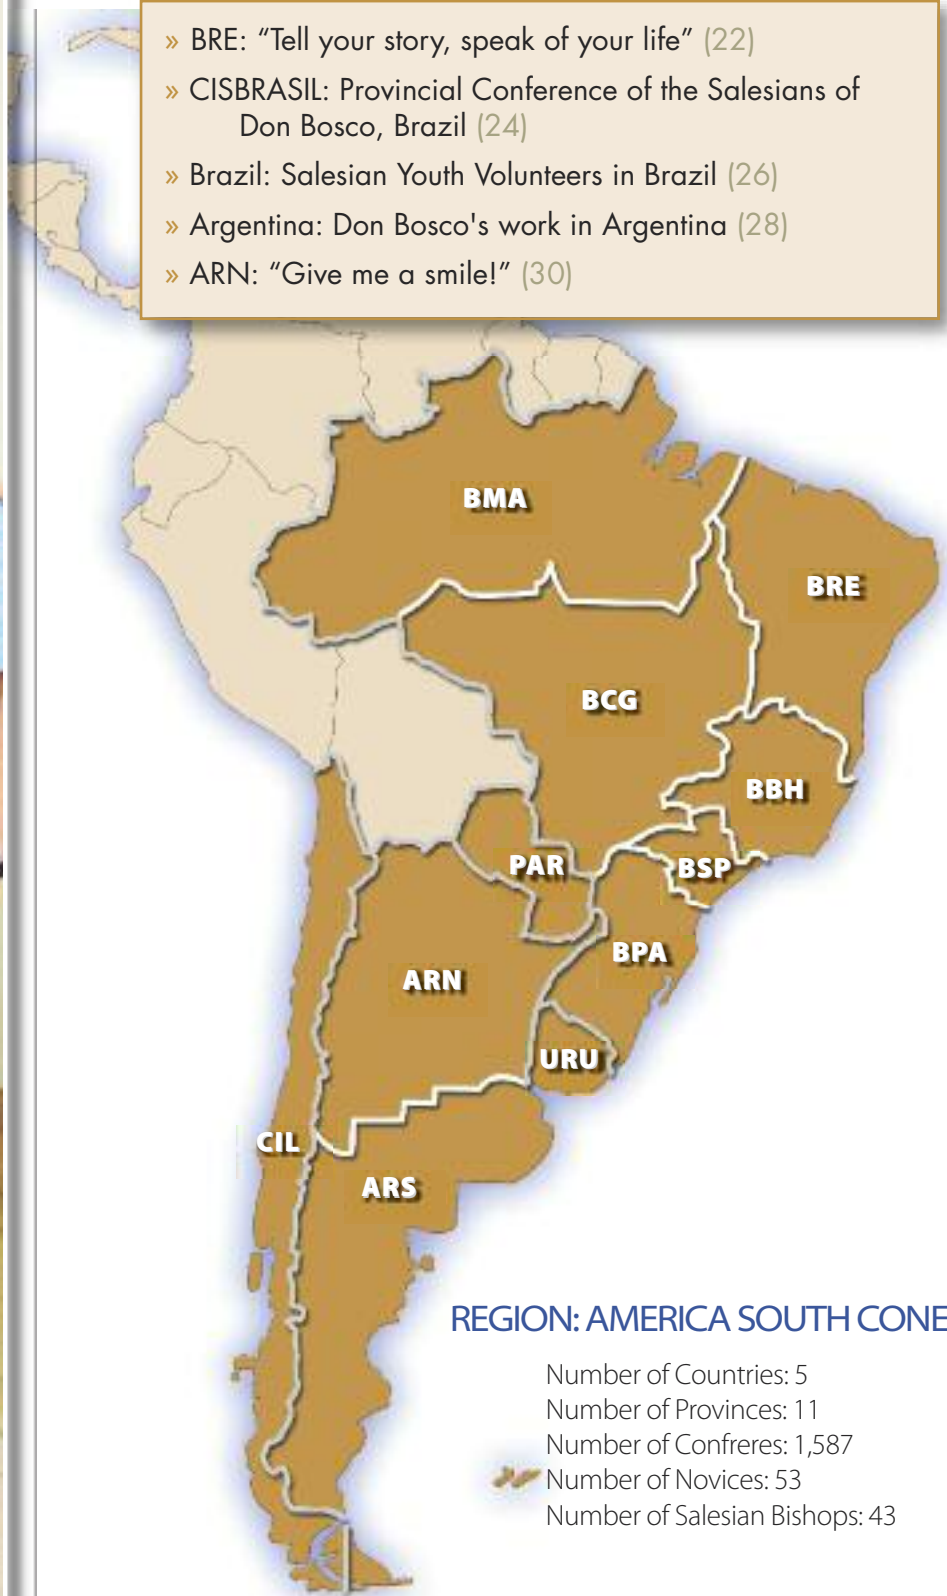 » BRE: “Tell your story, speak of your life” (22)
» CISBRASIL: Provincial Conference of the Salesians of
Don Bosco, Brazil (24)
» Brazil: Salesian Youth Volunteers in Brazil (26)
» Argentina: Don Bosco's work in Argentina (28)
» ARN: “Give me a smile!” (30)
BMA
BRE
BCG
BBH
PAR
BSP
BPA
ARN
URU
CIL
ARS
REGION: AMERICA SOUTH CONE
Number of Countries: 5
Number of Provinces: 11
Number of Confreres: 1,587
Number of Novices: 53
Number of Salesian Bishops: 43